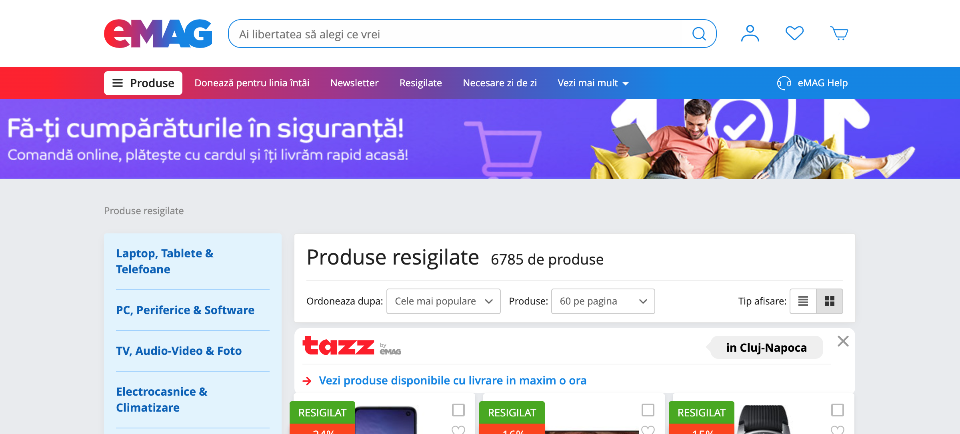 eMAG
Ai libertatea să alegi ce vrei
Produse
Donează pentru linia întâi
Newsletter
Resigilate
Necesare zi de zi
Vezi mai mult
eMAG Help
Fă-ți cumpărăturile în siguranță!
Comandă online, plătește cu cardul și îți livrăm rapid acasă!
Produse resigilate
Laptop, Tablete &
Telefoane
PC, Periferice & Software
TV, Audio-Video & Foto
Electrocasnice &
Climatizare
Produse resigilate 6785 de produse
Ordoneaza dupa: Cele mai populare Produse: 60 pe pagina Tip afisare:
tazz by eMAG
in Cluj-Napoca
Vezi produse disponibile cu livrare in maxim o ora
RESIGILAT
RESIGILAT
RESIGILAT